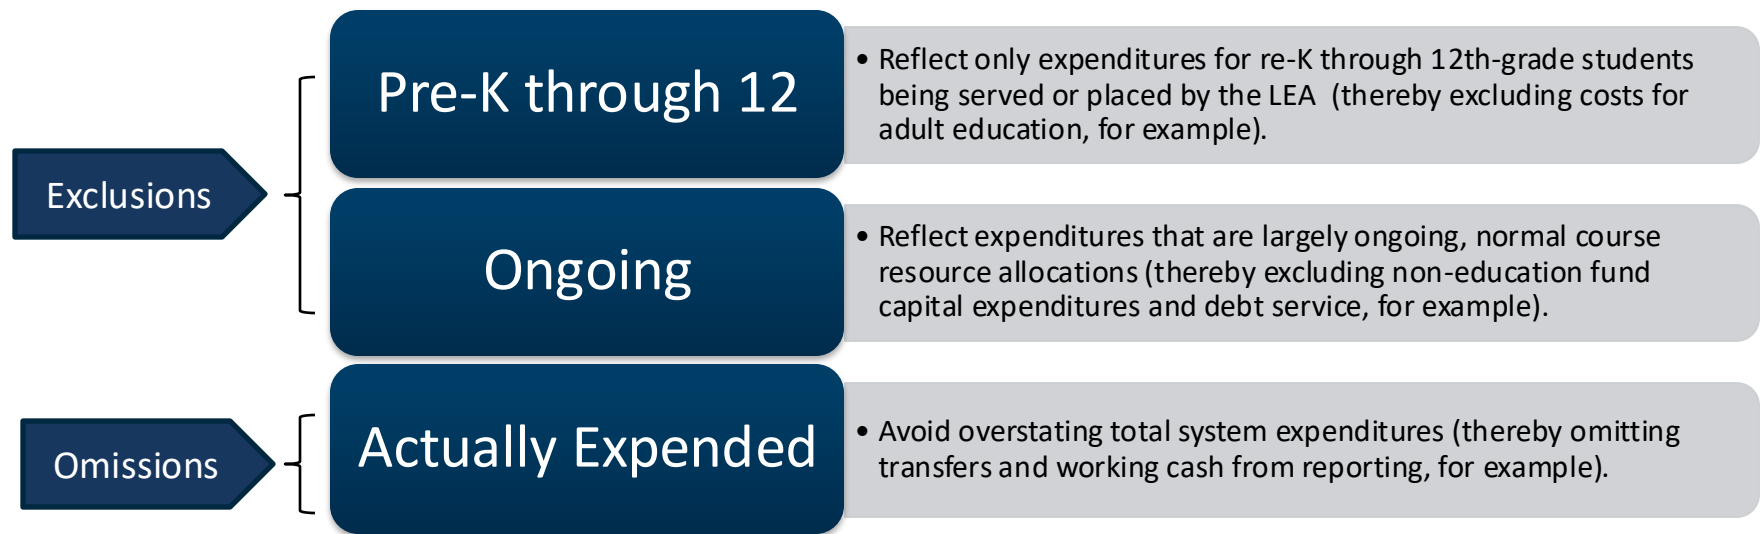 Exclusions
Pre-K through 12
• Reflect only expenditures for re-K through 12th-grade students
being served or placed by the LEA (thereby excluding costs for
adult education, for example).
Ongoing
• Reflect expenditures that are largely ongoing, normal course
resource allocations (thereby excluding non-education fund
capital expenditures and debt service, for example).
Omissions
Actually Expended
• Avoid overstating total system expenditures (thereby omitting
transfers and working cash from reporting, for example).